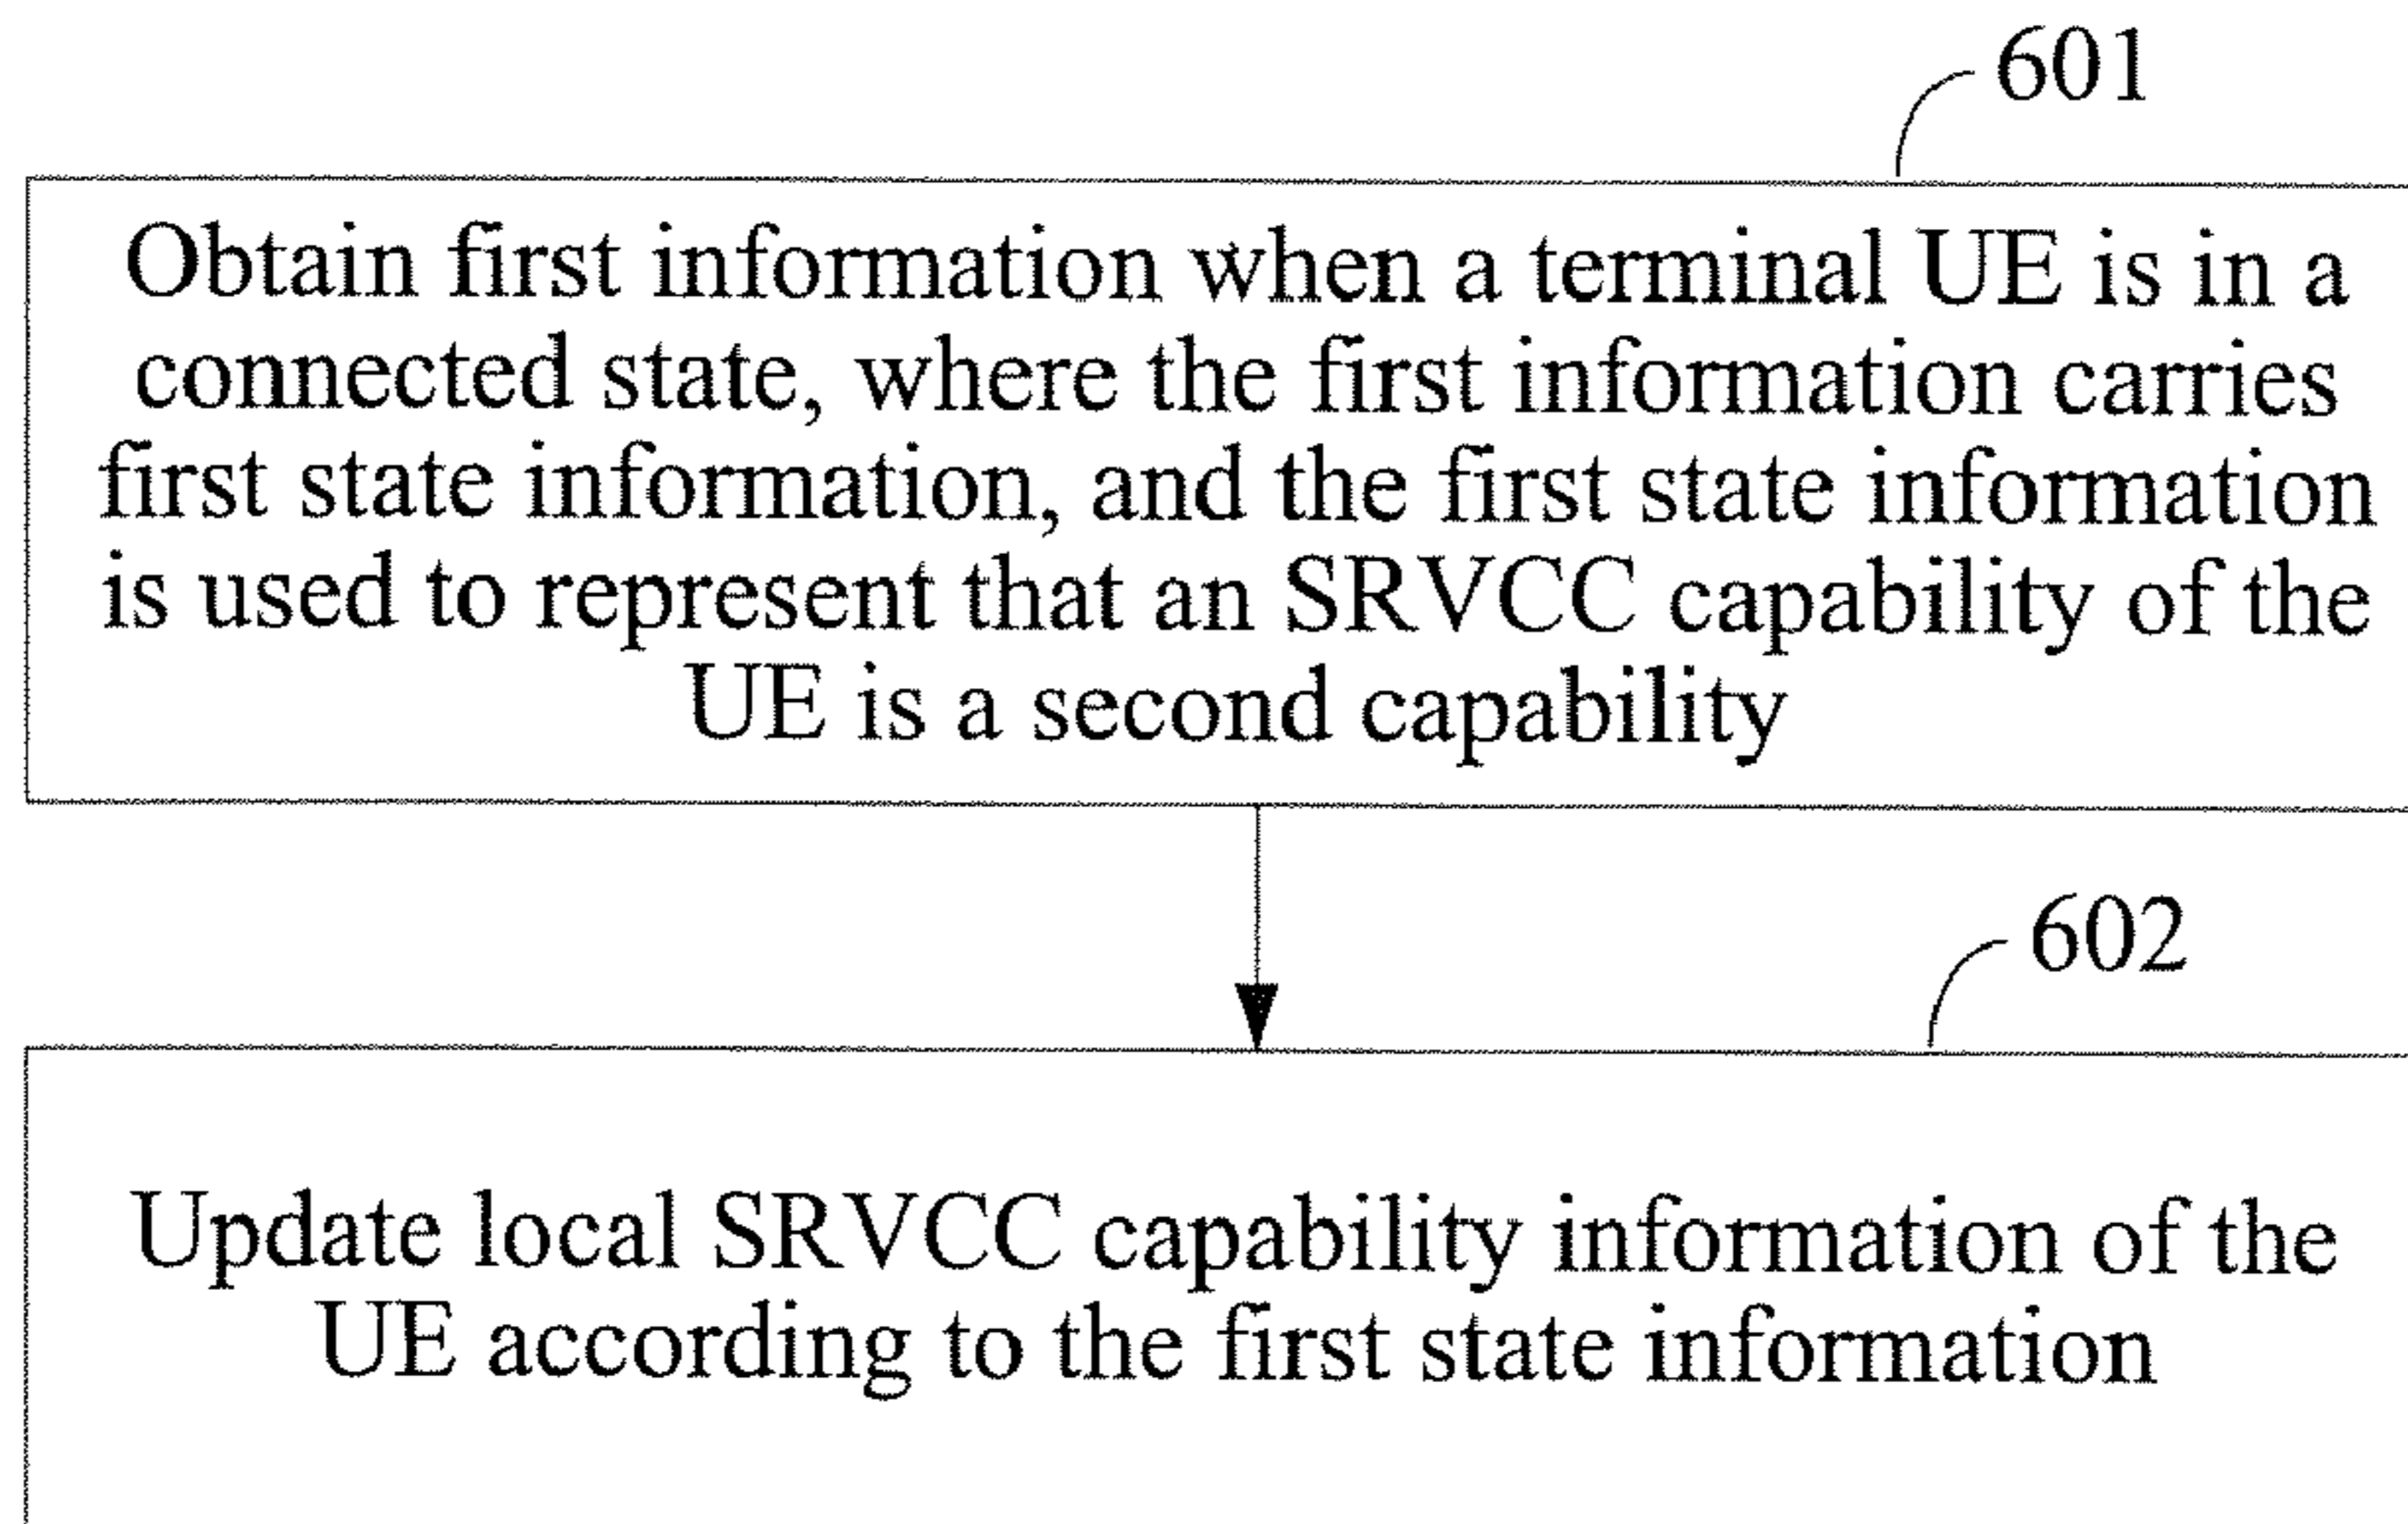 601
Obtain first information when a terminal UE is in a
connected state, where the first information carries
first state information, and the first state information
is used to represent that an SRVCC capability of the
UE is a second capability
602
Update local SRVCC capability information of the
UE according to the first state information